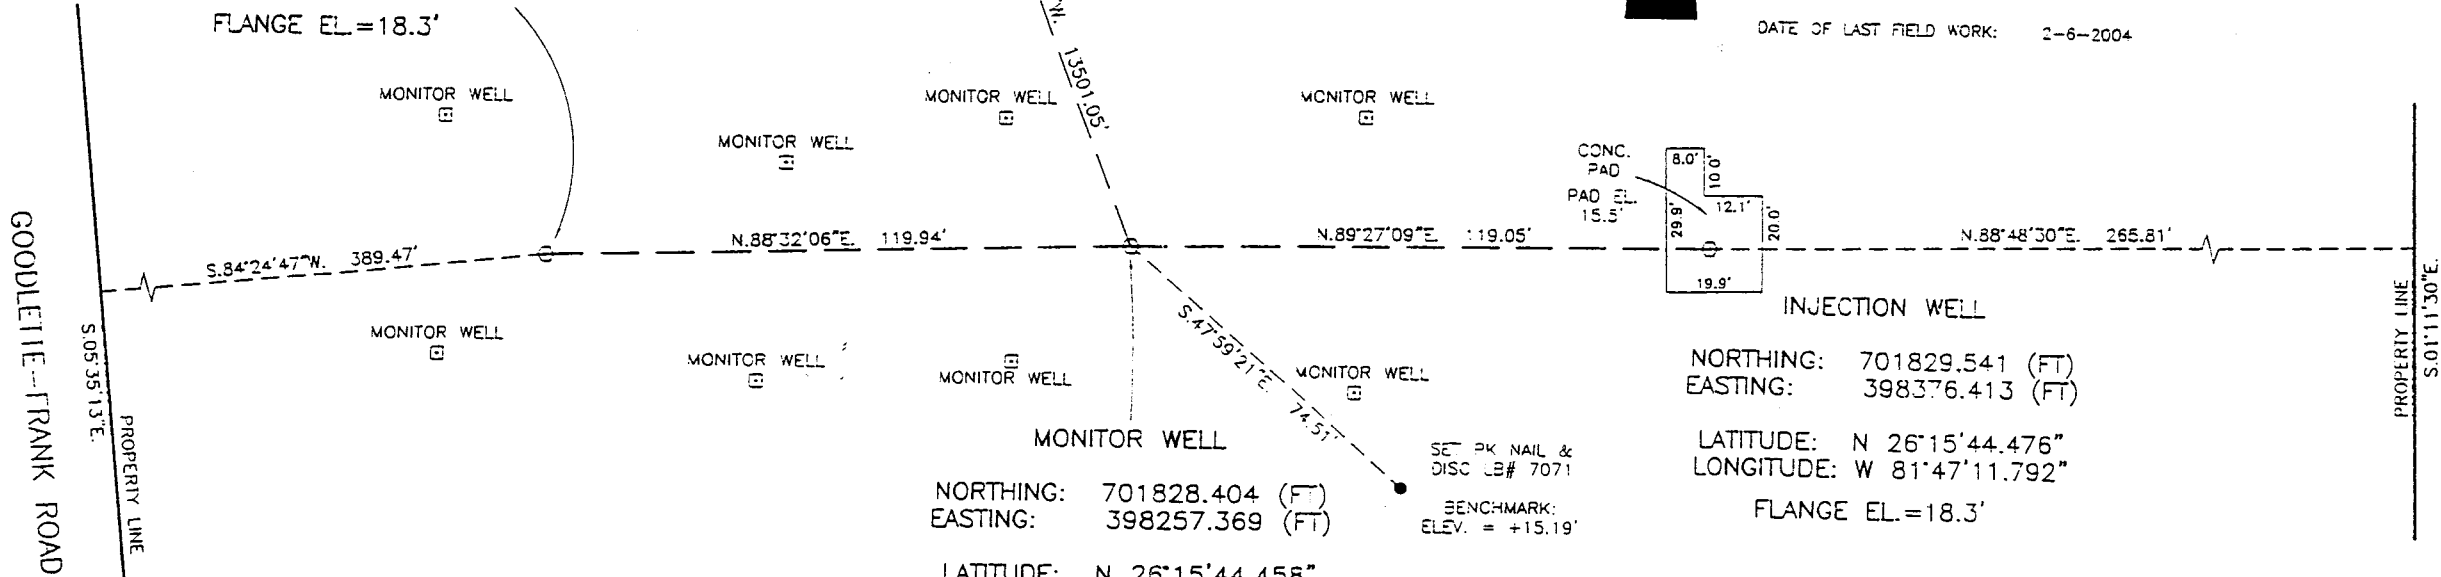 FLANGE EL.=18.3'
DATE OF LAST FIELD WORK: 2-6-2004
W. 13501.05'
MONITOR WELL
MONITOR WELL
MONITOR WELL
MONITOR WELL
CONC.
PAD
PAD EL.
15.5'
8.0'
10.0'
12.1'
29.9'
20.0'
19.9'
S.84°24'47"W. 389.47'
N.88°32'06"E. 119.94'
N.89°27'09"E. 119.05'
N.88°48'30"E. 265.81'
GOODLETTE-FRANK ROAD
S.05°35'13"E.
PROPERTY LINE
MONITOR WELL
MONITOR WELL
MONITOR WELL
MONITOR WELL
S.47°59'21"E. 74.51'
MONITOR WELL
NORTHING: 701828.404 (FT)
EASTING: 398257.369 (FT)
LATITUDE: N 26°15'44.458"
SET PK NAIL &
DISC LB# 7071
BENCHMARK:
ELEV. = +15.19'
INJECTION WELL
NORTHING: 701829.541 (FT)
EASTING: 398376.413 (FT)
LATITUDE: N 26°15'44.476"
LONGITUDE: W 81°47'11.792"
FLANGE EL.=18.3'
PROPERTY LINE
S.01°11'30"E.